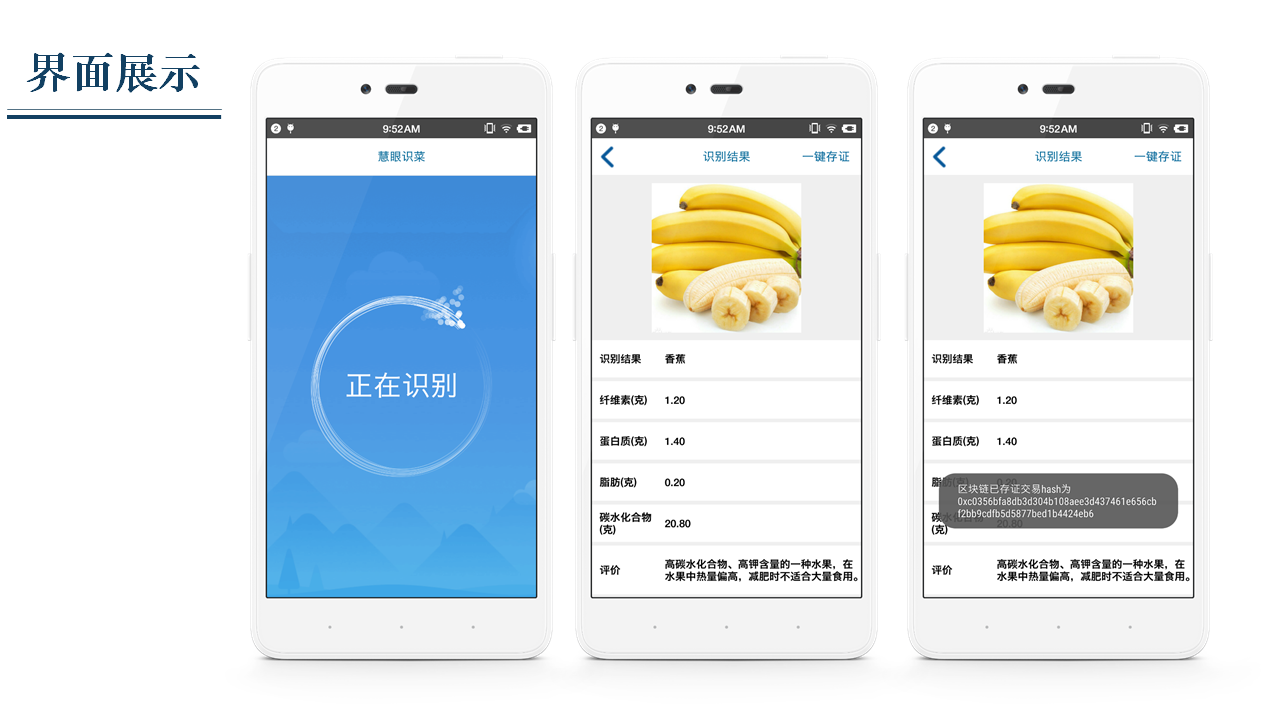 界面展示
2
9:52AM
慧眼识菜
正在识别
2
9:52AM
识别结果 一键存证
识别结果 香蕉
纤维素(克) 1.20
蛋白质(克) 1.40
脂肪(克) 0.20
碳水化合物
(克) 20.80
评价 高碳水化合物、高钾含量的一种水果，在
水果中热量偏高，减肥时不适合大量食用。
2
9:52AM
识别结果 一键存证
识别结果 香蕉
纤维素(克) 1.20
蛋白质(克) 1.40
脂肪(克) 0.20
区块链已存证交易hash为
0xc0356bfa8db3d304b108aee3d437461e656cb
f2bb9cdfb5d5877bed1b4424eb6
碳水化合物
(克) 20.80
评价 高碳水化合物、高钾含量的一种水果，在
水果中热量偏高，减肥时不适合大量食用。